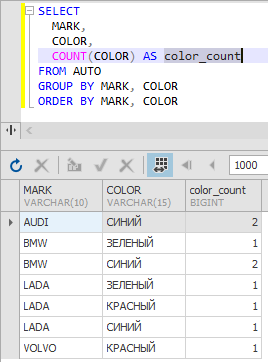 SELECT
MARK,
COLOR,
COUNT(COLOR) AS color_count
FROM AUTO
GROUP BY MARK, COLOR
ORDER BY MARK, COLOR
1000
MARK COLOR color_count
VARCHAR(10) VARCHAR(15) BIGINT
AUDI СИНИЙ 2
BMW ЗЕЛЕНЫЙ 1
BMW СИНИЙ 2
LADA ЗЕЛЕНЫЙ 1
LADA КРАСНЫЙ 1
LADA СИНИЙ 1
VOLVO КРАСНЫЙ 1